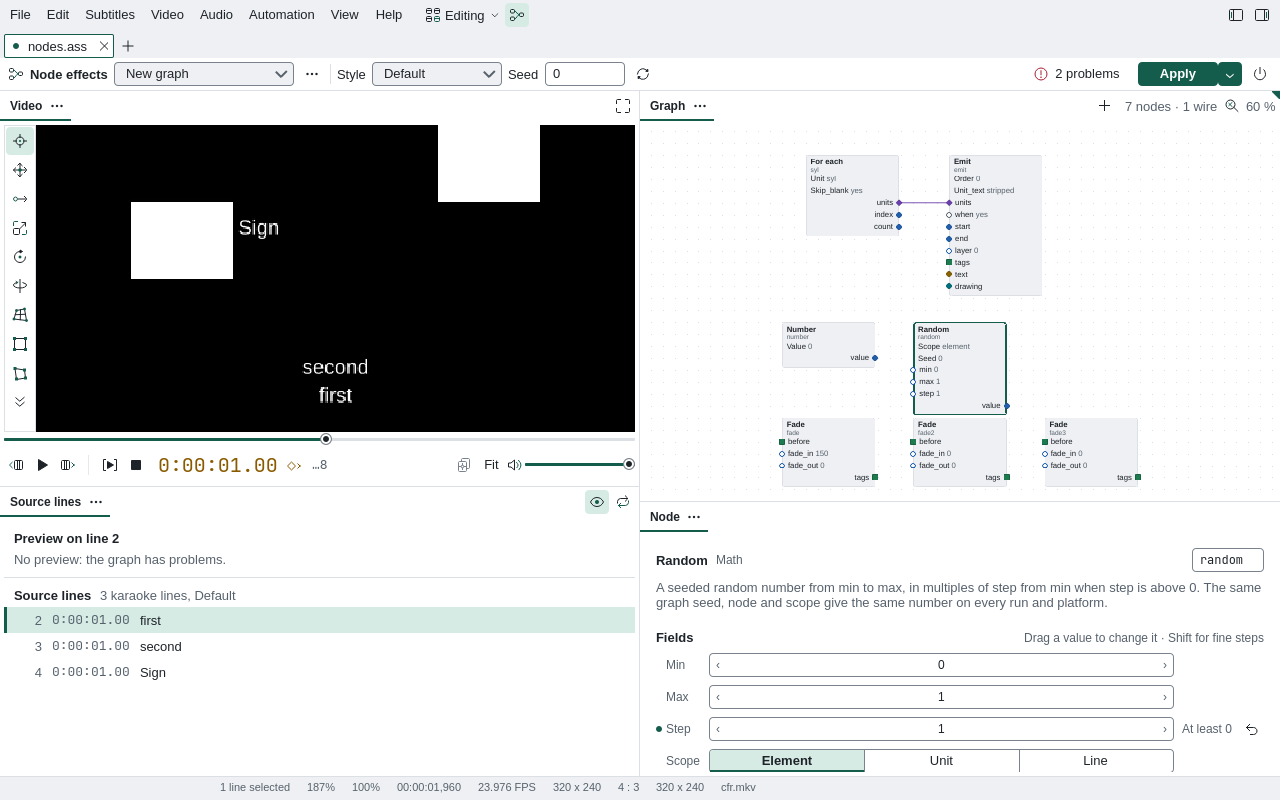 File Edit Subtitles Video Audio Automation View Help Editing
nodes.ass
Node effects New graph Style Default Seed 0 2 problems Apply
Video
Sign
second
first
0:00:01.00 …8 Fit
Source lines
Preview on line 2
No preview: the graph has problems.
Source lines 3 karaoke lines, Default
2 0:00:01.00 first
3 0:00:01.00 second
4 0:00:01.00 Sign
Graph 7 nodes · 1 wire 60 %
For each
syl
Unit syl
Skip_blank yes
units
index
count
Emit
emit
Order 0
Unit_text stripped
units
when yes
start
end
layer 0
tags
text
drawing
Number
number
Value 0
value
Random
random
Scope element
Seed 0
min 0
max 1
step 1
value
Fade
fade
before
fade_in 150
fade_out 0
tags
Fade
fade2
before
fade_in 0
fade_out 0
tags
Fade
fade3
before
fade_in 0
fade_out 0
tags
Node
Random Math random
A seeded random number from min to max, in multiples of step from min when step is above 0. The same
graph seed, node and scope give the same number on every run and platform.
Fields Drag a value to change it · Shift for fine steps
Min ‹ 0 ›
Max ‹ 1 ›
Step ‹ 1 › At least 0
Scope Element Unit Line
1 line selected 187% 100% 00:00:01,960 23.976 FPS 320 x 240 4 : 3 320 x 240 cfr.mkv